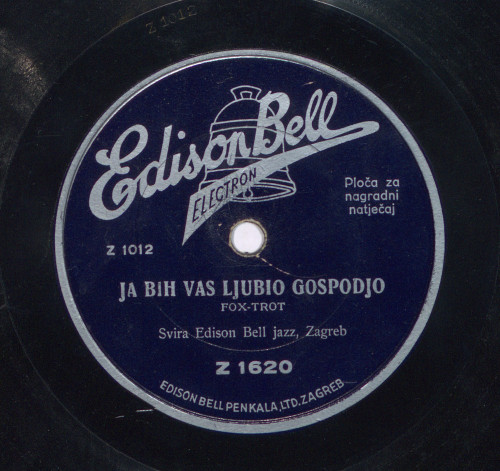 Z 1012
Edison Bell
ELECTRON
Ploča za
nagradni
natječaj
Z 1012
JA BiH VAS LJUBIO GOSPODJO
FOX-TROT
Svira Edison Bell jazz, Zagreb
Z 1620
EDISON BELL PENKALA, LTD. ZAGREB